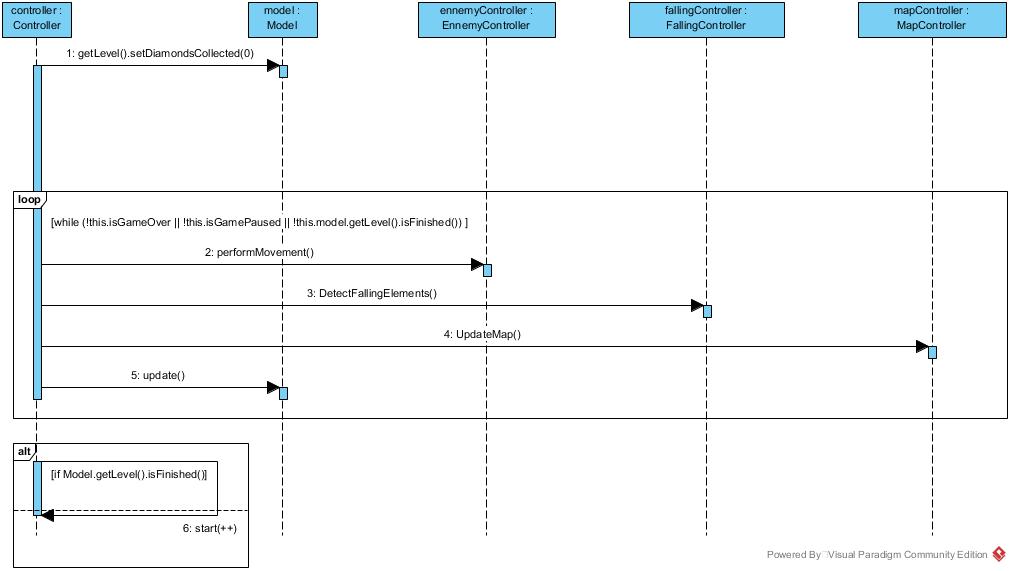 controller :
Controller
model :
Model
ennemyController :
EnnemyController
fallingController :
FallingController
mapController :
MapController
1: getLevel().setDiamondsCollected(0)
loop
[while (!this.isGameOver || !this.isGamePaused || !this.model.getLevel().isFinished()) ]
2: performMovement()
3: DetectFallingElements()
4: UpdateMap()
5: update()
alt
[if Model.getLevel().isFinished()]
6: start(++)
Powered By Visual Paradigm Community Edition